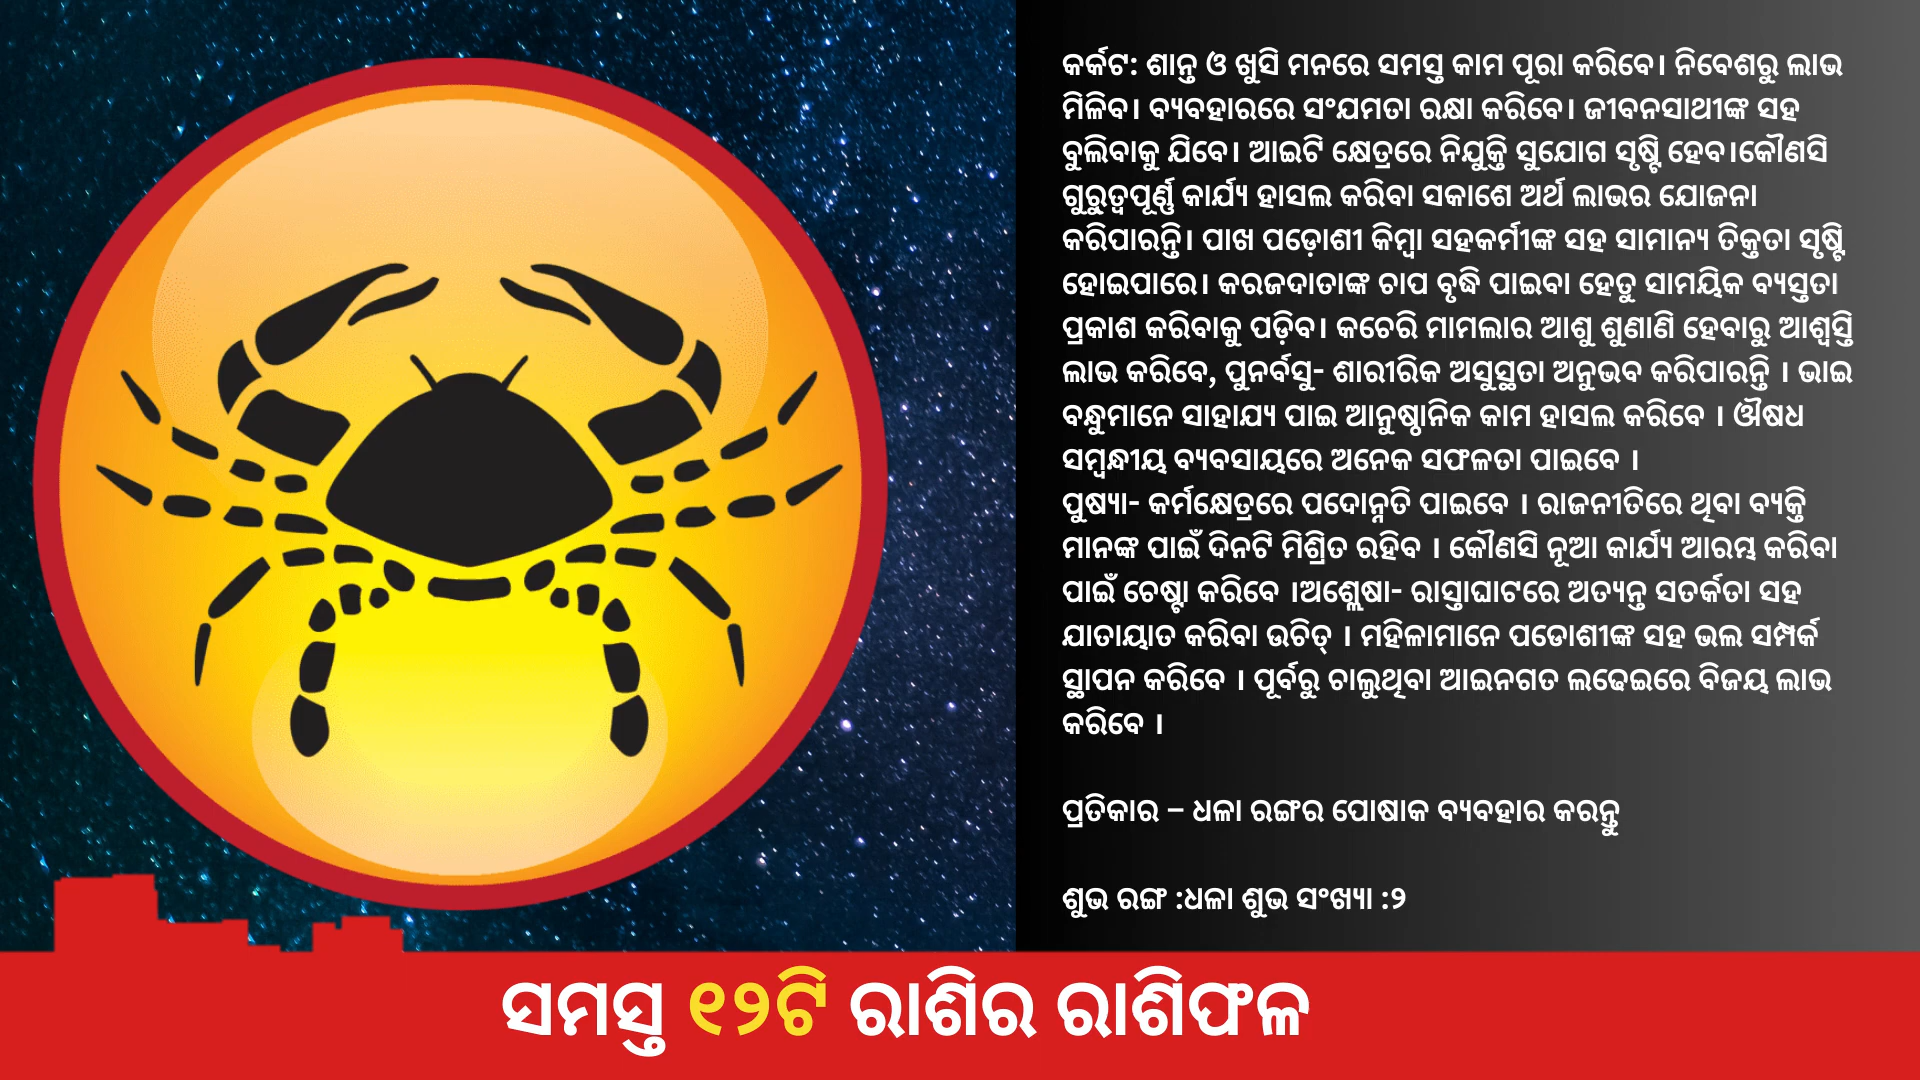 କର୍କଟ: ଶାନ୍ତ ଓ ଖୁସି ମନରେ ସମସ୍ତ କାମ ପୂରା କରିବେ। ନିବେଶରୁ ଲାଭ
ମିଳିବ। ବ୍ୟବହାରରେ ସଂଯମତା ରକ୍ଷା କରିବେ। ଜୀବନସାଥୀଙ୍କ ସହ
ବୁଲିବାକୁ ଯିବେ। ଆଇଟି କ୍ଷେତ୍ରରେ ନିଯୁକ୍ତି ସୁଯୋଗ ସୃଷ୍ଟି ହେବ।କୌଣସି
ଗୁରୁତ୍ୱପୂର୍ଣ୍ଣ କାର୍ଯ୍ୟ ହାସଲ କରିବା ସକାଶେ ଅର୍ଥ ଲାଭର ଯୋଜନା
କରିପାରନ୍ତି। ପାଖ ପଡ଼ୋଶୀ କିମ୍ବା ସହକର୍ମୀଙ୍କ ସହ ସାମାନ୍ୟ ତିକ୍ତତା ସୃଷ୍ଟି
ହୋଇପାରେ। କରଜଦାତାଙ୍କ ଚାପ ବୃଦ୍ଧି ପାଇବା ହେତୁ ସାମୟିକ ବ୍ୟସ୍ତତା
ପ୍ରକାଶ କରିବାକୁ ପଡ଼ିବ। କଚେରି ମାମଲାର ଆଶୁ ଶୁଣାଣି ହେବାରୁ ଆଶ୍ୱସ୍ତି
ଲାଭ କରିବେ, ପୁନର୍ବସୁ- ଶାରୀରିକ ଅସୁସ୍ଥତା ଅନୁଭବ କରିପାରନ୍ତି । ଭାଇ
ବନ୍ଧୁମାନେ ସାହାଯ୍ୟ ପାଇ ଆନୁଷ୍ଠାନିକ କାମ ହାସଲ କରିବେ । ଔଷଧ
ସମ୍ବନ୍ଧୀୟ ବ୍ୟବସାୟରେ ଅନେକ ସଫଳତା ପାଇବେ ।
ପୁଷ୍ୟା- କର୍ମକ୍ଷେତ୍ରରେ ପଦୋନ୍ନତି ପାଇବେ । ରାଜନୀତିରେ ଥିବା ବ୍ୟକ୍ତି
ମାନଙ୍କ ପାଇଁ ଦିନଟି ମିଶ୍ରିତ ରହିବ । କୌଣସି ନୂଆ କାର୍ଯ୍ୟ ଆରମ୍ଭ କରିବା
ପାଇଁ ଚେଷ୍ଟା କରିବେ ।ଅଶ୍ଳେଷା- ରାସ୍ତାଘାଟରେ ଅତ୍ୟନ୍ତ ସତର୍କତା ସହ
ଯାତାୟାତ କରିବା ଉଚିତ୍ । ମହିଳାମାନେ ପଡୋଶୀଙ୍କ ସହ ଭଲ ସମ୍ପର୍କ
ସ୍ଥାପନ କରିବେ । ପୂର୍ବରୁ ଚାଲୁଥିବା ଆଇନଗତ ଲଢେଇରେ ବିଜୟ ଲାଭ
କରିବେ ।
ପ୍ରତିକାର – ଧଳା ରଙ୍ଗର ପୋଷାକ ବ୍ୟବହାର କରନ୍ତୁ
ଶୁଭ ରଙ୍ଗ :ଧଳା ଶୁଭ ସଂଖ୍ୟା :୨
ସମସ୍ତ ୧୨ଟି ରାଶିର ରାଶିଫଳ